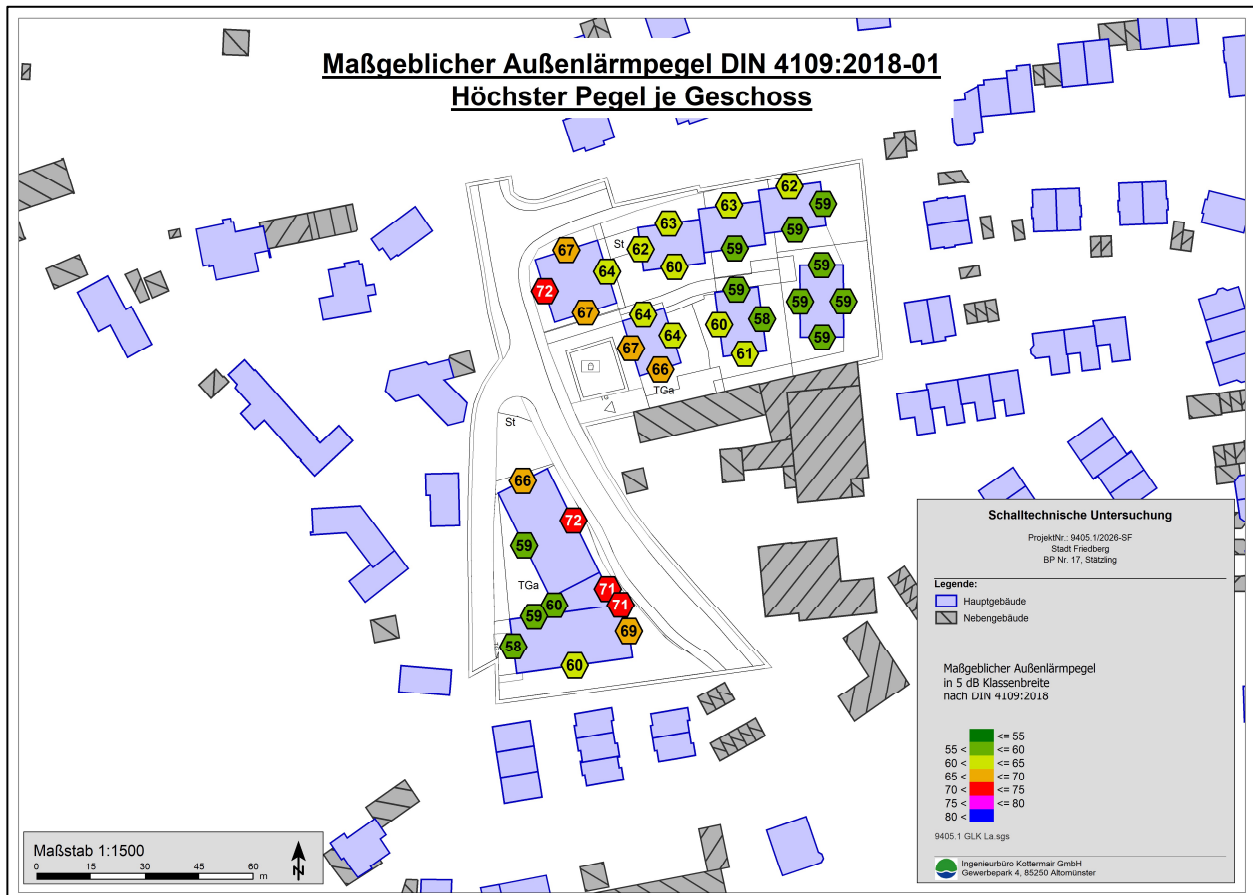 Maßgeblicher Außenlärmpegel DIN 4109:2018-01
Höchster Pegel je Geschoss
62
59
63
59
63
St
62
67
59
60
59
64
72
59
59
59
67
64
60
58
64
67
59
61
66
TGa
TG
St
66
72
59
TGa
71
60
71
59
69
58
60
Schalltechnische Untersuchung
ProjektNr.: 9405.1/2026-SF
Stadt Friedberg
BP Nr. 17, Stätzling
Legende:
Hauptgebäude
Nebengebäude
Maßgeblicher Außenlärmpegel
in 5 dB Klassenbreite
nach DIN 4109:2018
<= 55
55 < <= 60
60 < <= 65
65 < <= 70
70 < <= 75
75 < <= 80
80 <
9405.1 GLK La.sgs
Ingenieurbüro Kottermair GmbH
Gewerbepark 4, 85250 Altomünster
Maßstab 1:1500
0 15 30 45 60
m
N